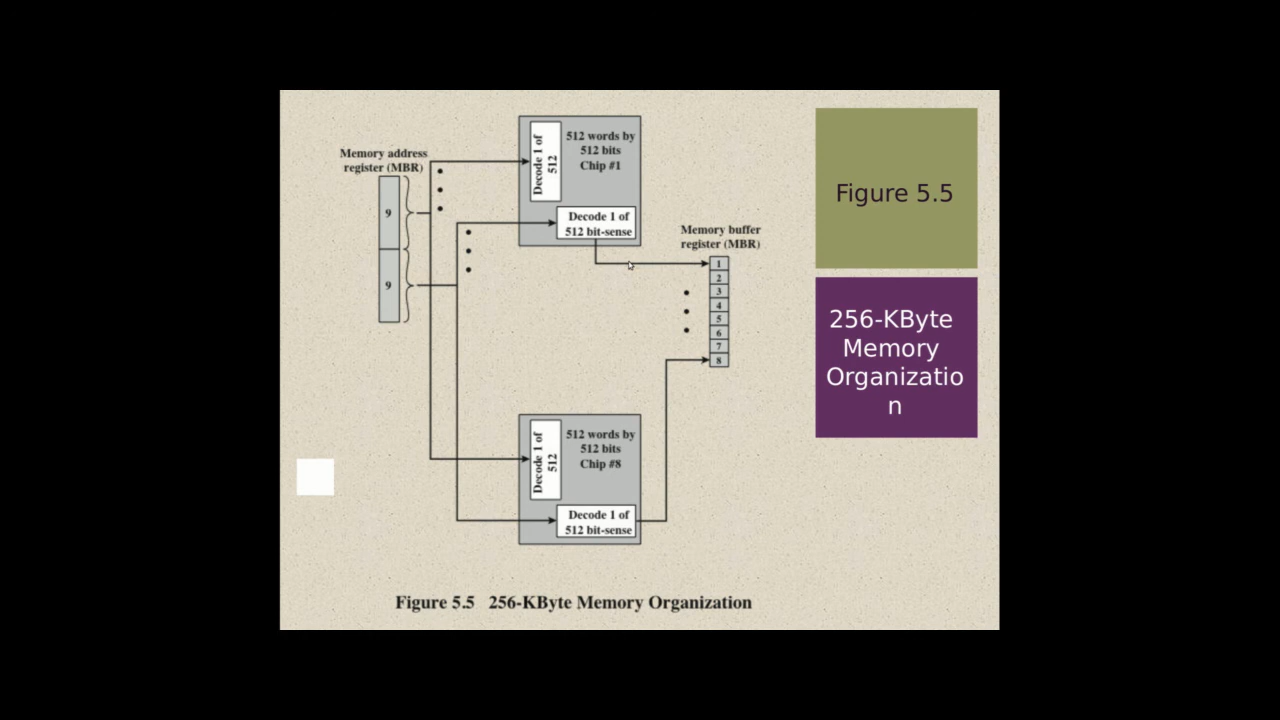 Memory address
register (MBR)
9
9
Decode 1 of
512
512 words by
512 bits
Chip #1
Decode 1 of
512 bit-sense
Memory buffer
register (MBR)
1
2
3
4
5
6
7
8
Decode 1 of
512
512 words by
512 bits
Chip #8
Decode 1 of
512 bit-sense
Figure 5.5 256-KByte Memory Organization
Figure 5.5
256-KByte
Memory
Organizatio
n